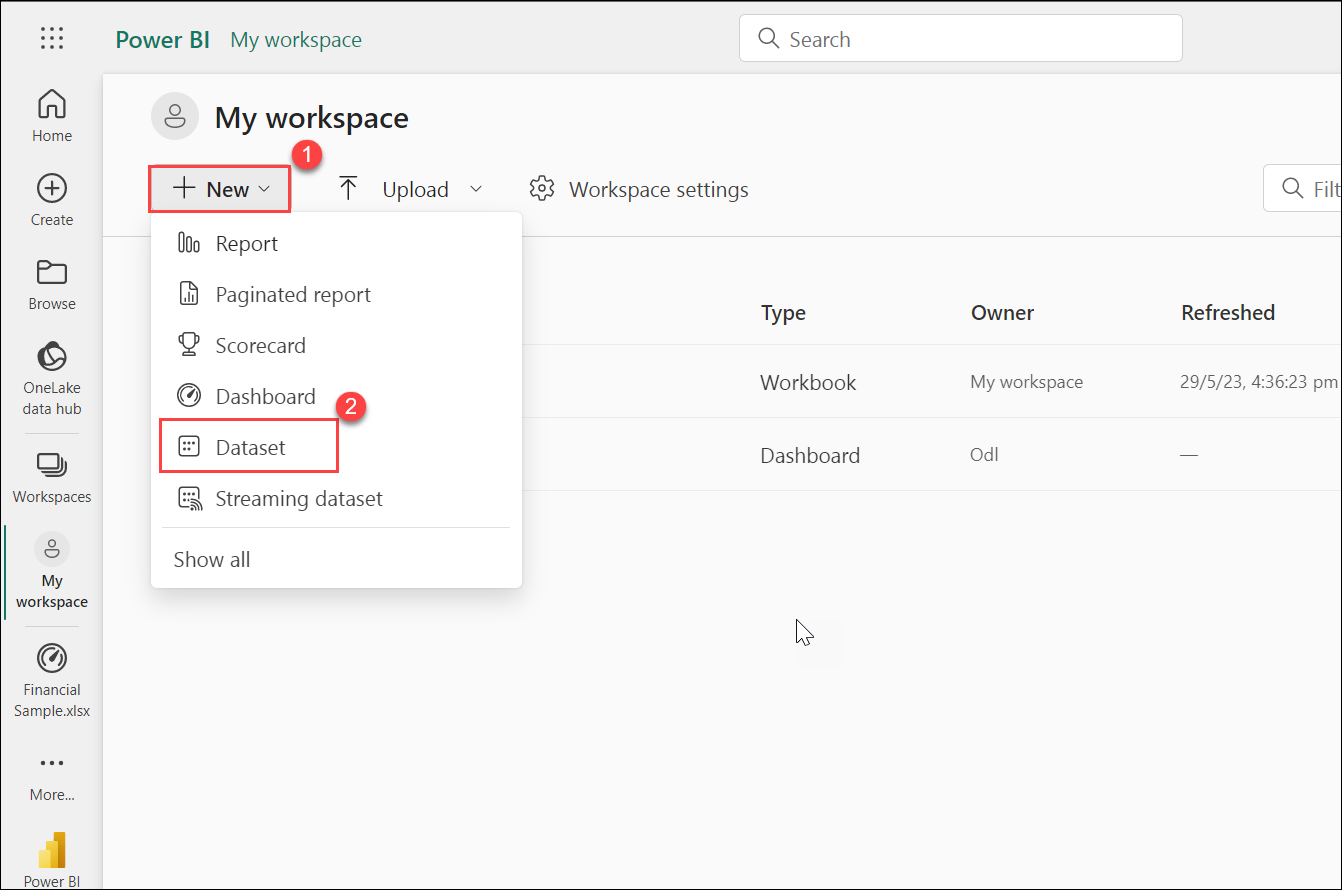 Power BI My workspace
Search
Home
Create
Browse
OneLake
data hub
Workspaces
My
workspace
Financial
Sample.xlsx
More...
Power BI
My workspace
1
New
Upload
Workspace settings
Filt
Report
Paginated report
Scorecard
Dashboard
2
Dataset
Streaming dataset
Show all
Type Owner Refreshed
Workbook My workspace 29/5/23, 4:36:23 pm
Dashboard Odl —